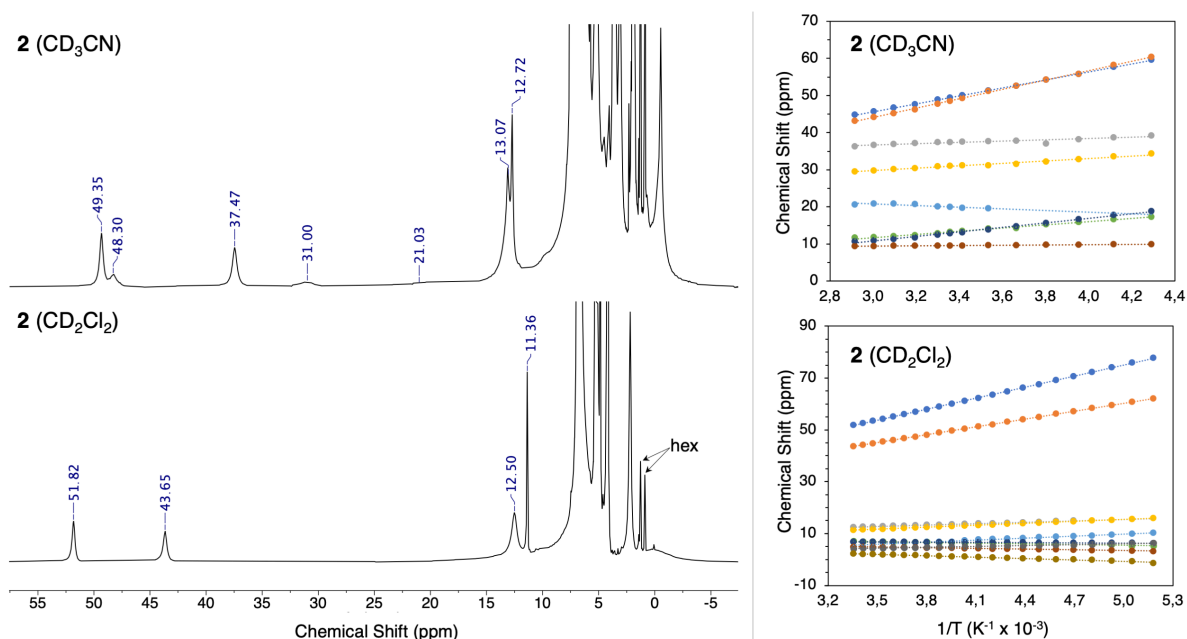 2 (CD3CN)
49.35
48.30
37.47
31.00
21.03
13.07
12.72
2 (CD2Cl2)
51.82
43.65
12.50
11.36
hex
55 50 45 40 35 30 25 20 15 10 5 0 -5
Chemical Shift (ppm)
2 (CD3CN)
Chemical Shift (ppm)
70
60
50
40
30
20
10
0
2,8 3,0 3,2 3,4 3,6 3,8 4,0 4,2 4,4
2 (CD2Cl2)
Chemical Shift (ppm)
90
70
50
30
10
-10
3,2 3,5 3,8 4,1 4,4 4,7 5,0 5,3
1/T (K-1 x 10-3)